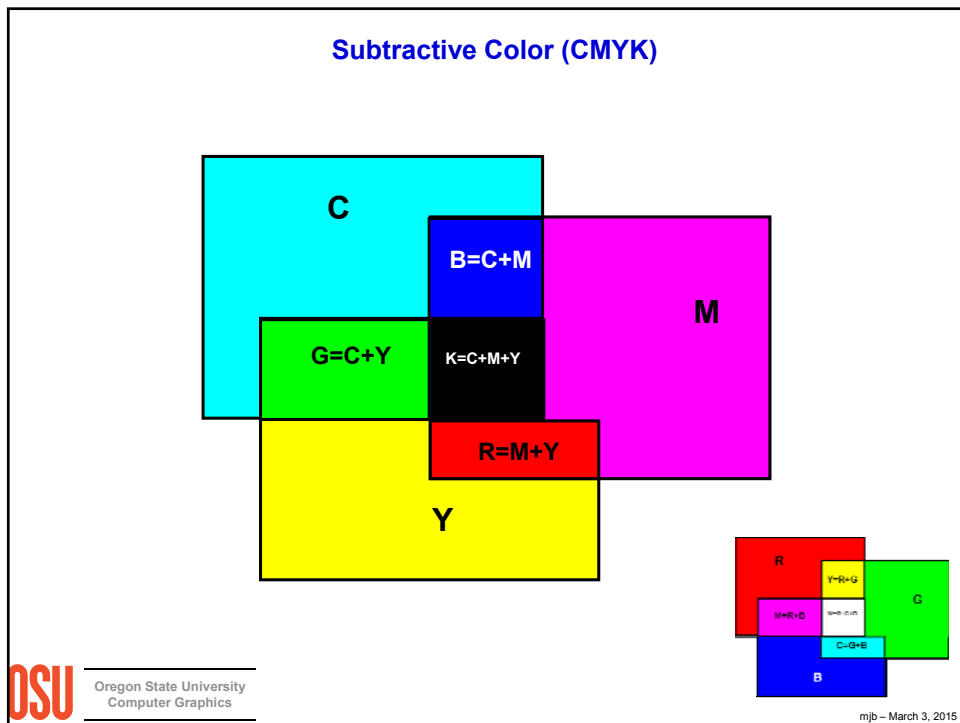 Subtractive Color (CMYK)
C
B=C+M
M
G=C+Y
K=C+M+Y
R=M+Y
Y
R
Y=R+G
G
M=R+B
C=G+B
B
OSU
Oregon State University
Computer Graphics
mjb – March 3, 2015